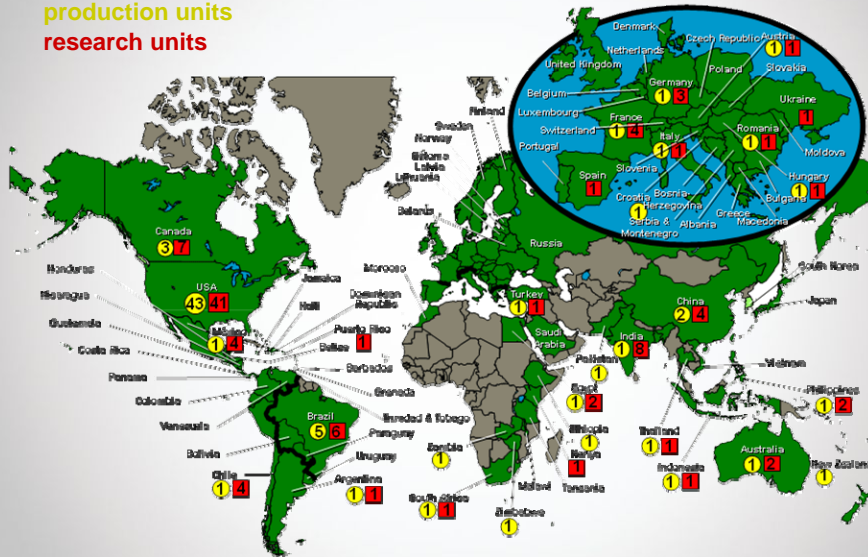 production units
research units
Denmark
Czech Republic
Austria
1 1
Netherlands
United Kingdom
Poland
Slovakia
Germany
1 3
Belgium
Luxembourg
Ukraine
1
France
1 4
Switzerland
Italy
1 1
Romania
1 1
Portugal
Moldova
Spain
1
Slovenia
Hungary
1 1
Croatia
1
Bosnia
Herzegovina
Bulgaria
Serbia &
Montenegro
Albania
Greece
Macedonia
Finland
Sweden
Norway
Estonia
Latvia
Lithuania
Belarus
Russia
Canada
3 7
South Korea
Honduras
Jamaica
Morocco
USA
43 41
Nicaragua
Haiti
Dominican
Republic
Turkey
1 1
China
2 4
Japan
Guatemala
Mexico
1 4
Puerto Rico
1
Saudi
Arabia
India
1 8
Costa Rica
Belize
Pakistan
1
Vietnam
Panama
Barbados
Grenada
Egypt
1 2
Philippines
1 2
Colombia
Trinidad & Tobago
Venezuela
Brazil
5 6
Ethiopia
1
Thailand
1 1
Paraguay
Zambia
1
Kenya
1
Bolivia
Uruguay
Australia
1 2
New Zealand
1
Chile
1 4
Argentina
1 1
Indonesia
1 1
Malawi
Tanzania
South Africa
1 1
Zimbabwe
1